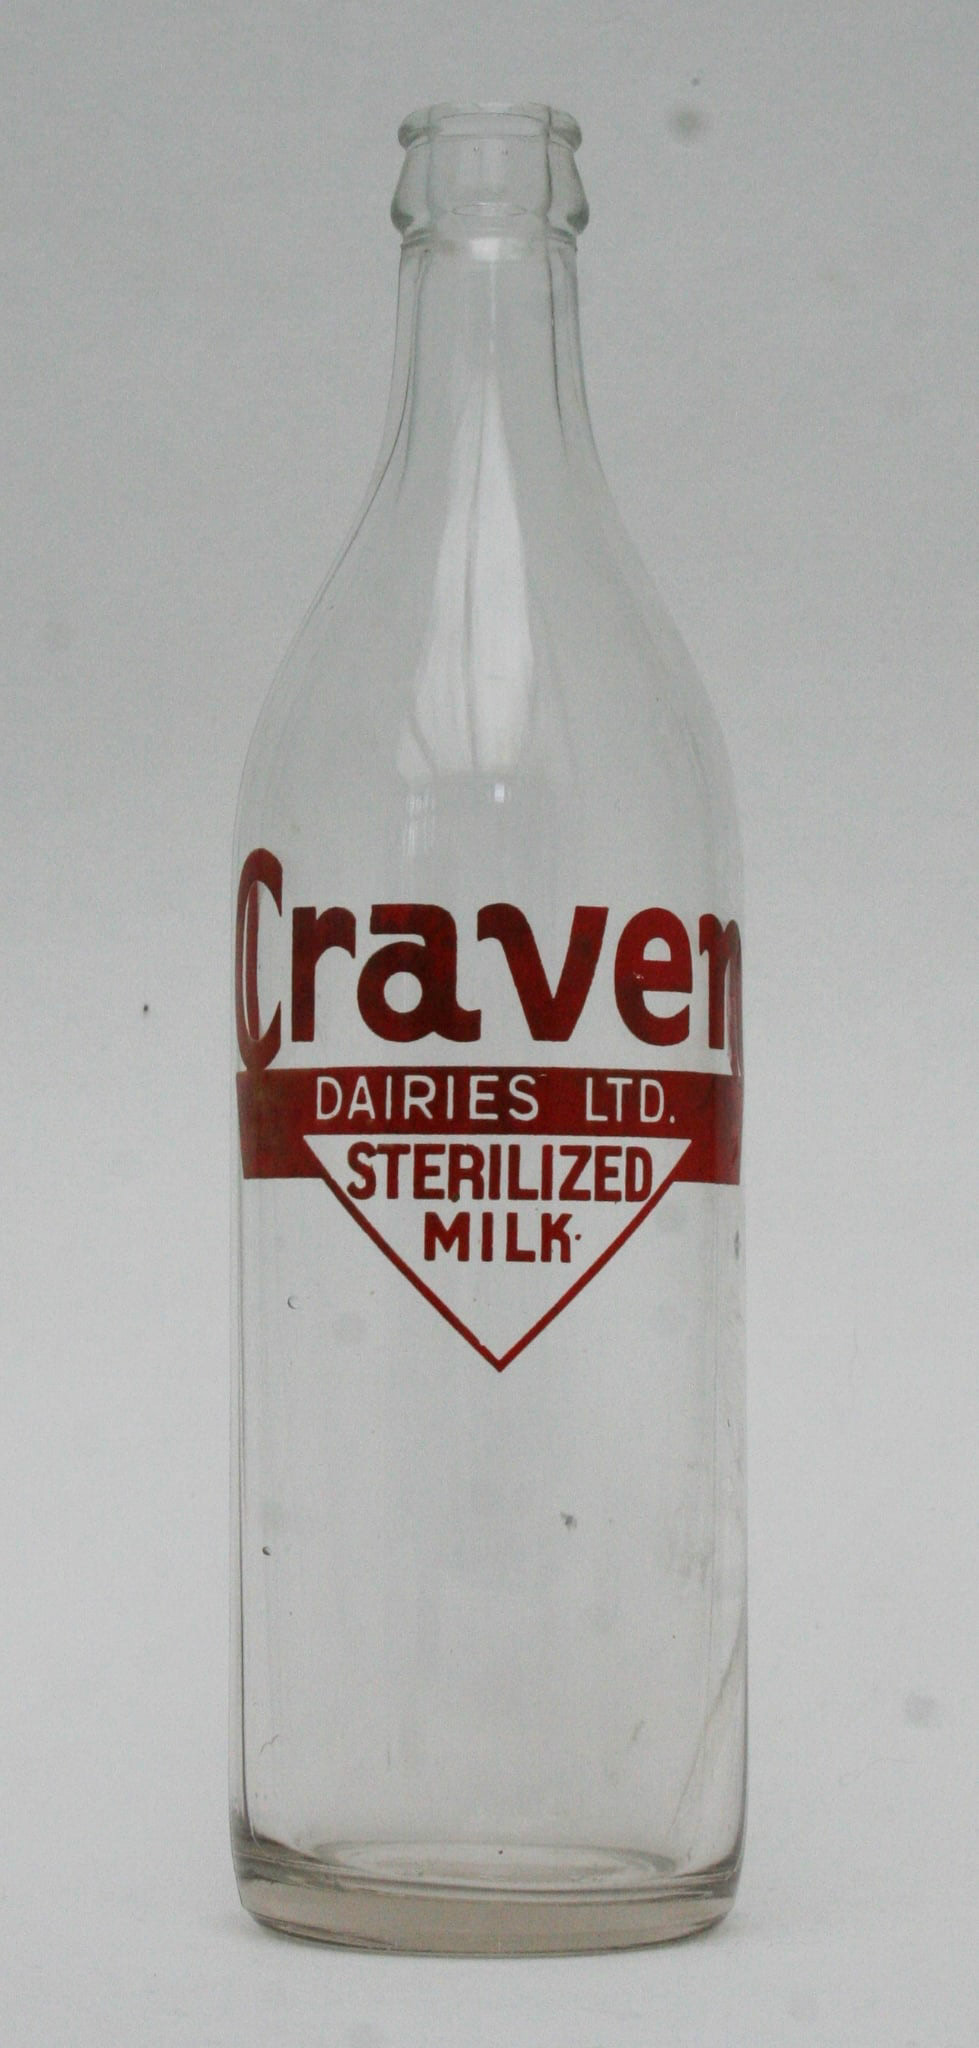 Craven
DAIRIES LTD.
STERILIZED
MILK.